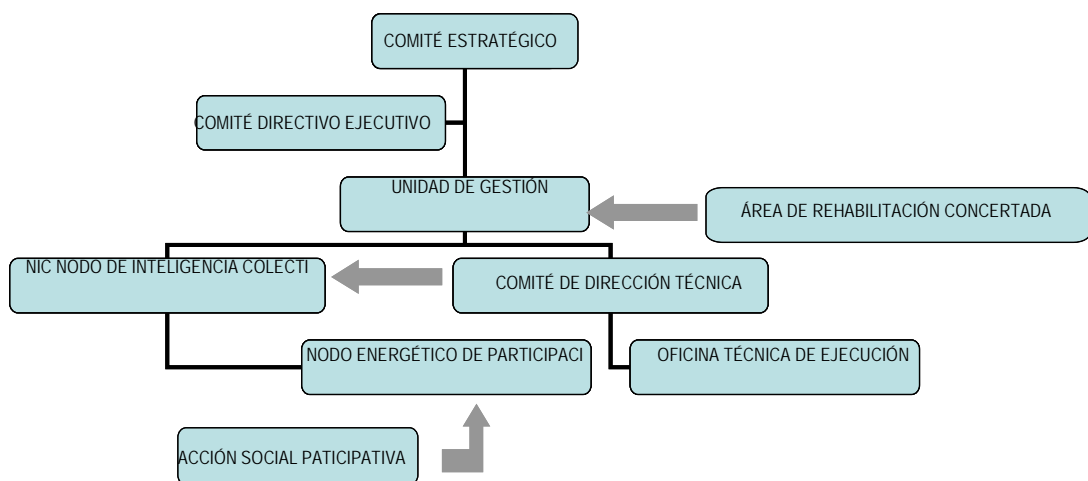 COMITÉ ESTRATÉGICO
COMITÉ DIRECTIVO EJECUTIVO
UNIDAD DE GESTIÓN
ÁREA DE REHABILITACIÓN CONCERTADA
NIC NODO DE INTELIGENCIA COLECTI
COMITÉ DE DIRECCIÓN TÉCNICA
NODO ENERGÉTICO DE PARTICIPACI
OFICINA TÉCNICA DE EJECUCIÓN
ACCIÓN SOCIAL PATICIPATIVA